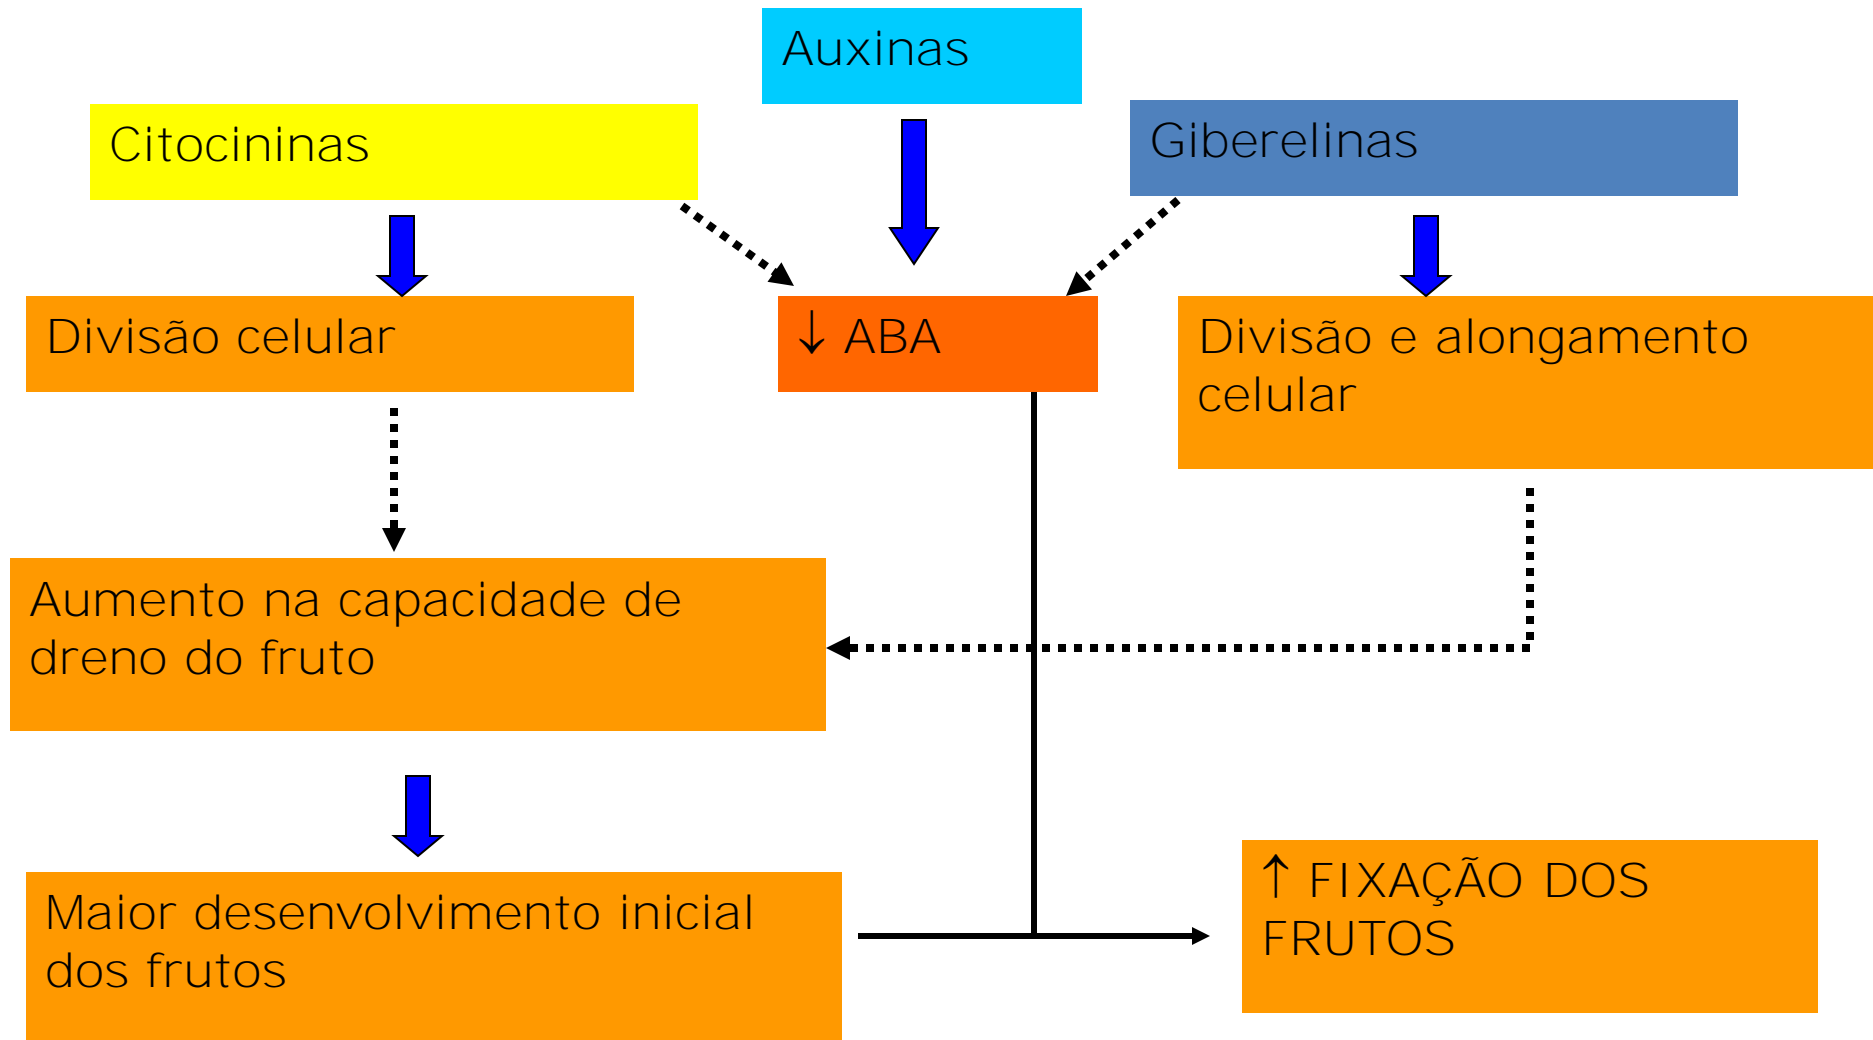 Auxinas
Citocininas
Giberelinas
Divisão celular
↓ ABA
Divisão e alongamento
celular
Aumento na capacidade de
dreno do fruto
Maior desenvolvimento inicial
dos frutos
↑ FIXAÇÃO DOS
FRUTOS